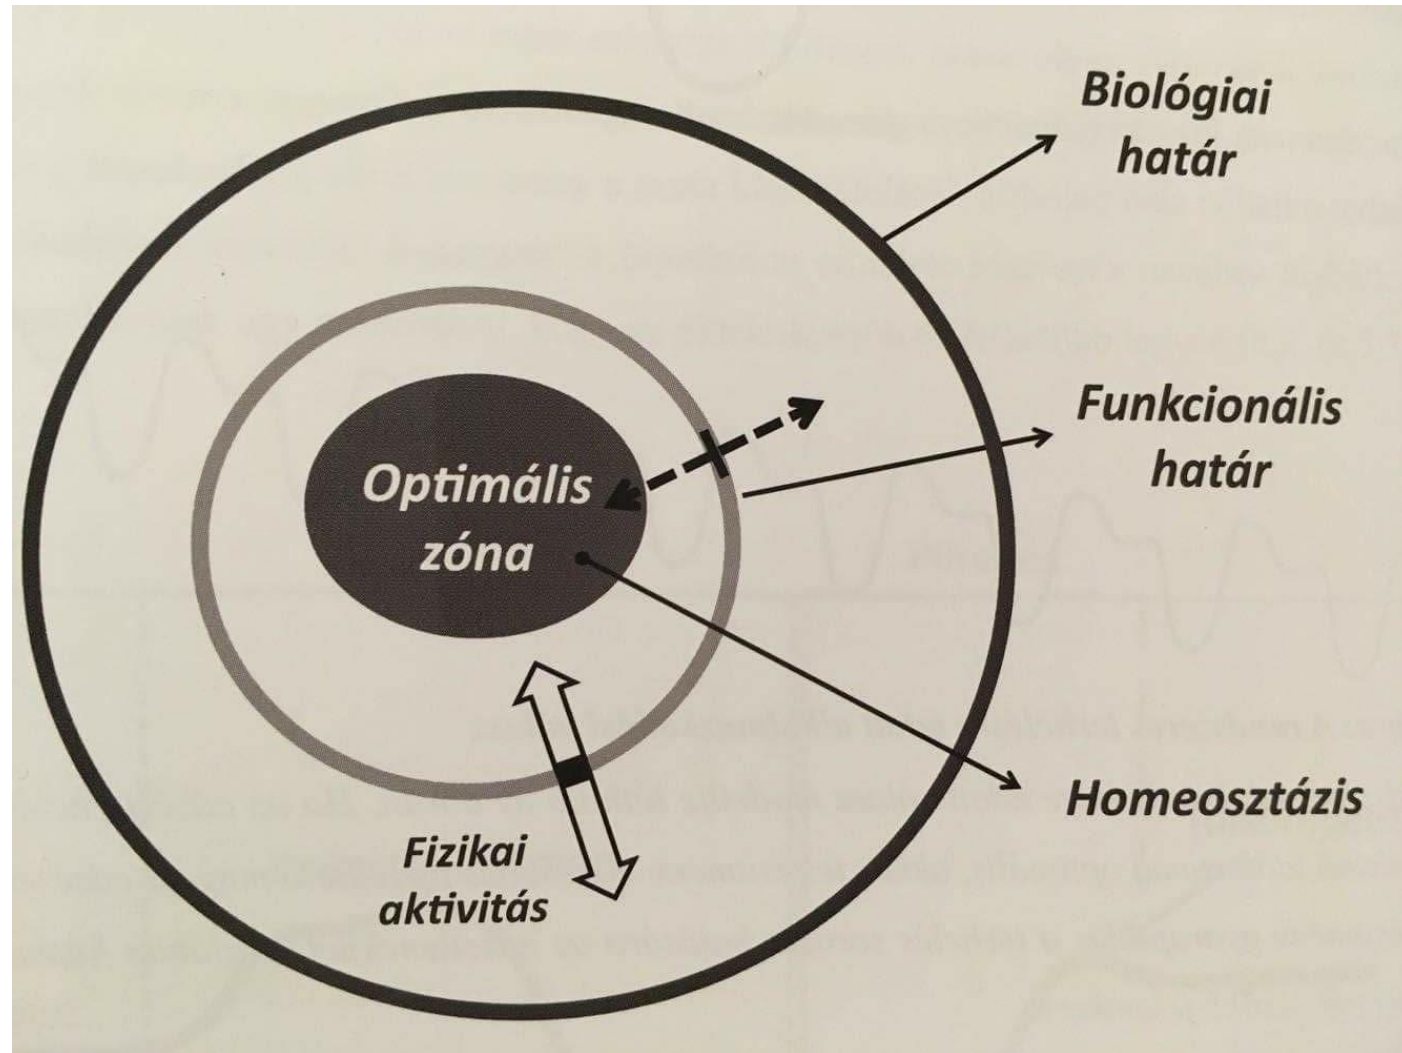 Biológiai
határ
Funkcionális
határ
Optimális
zóna
Homeosztázis
Fizikai
aktivitás